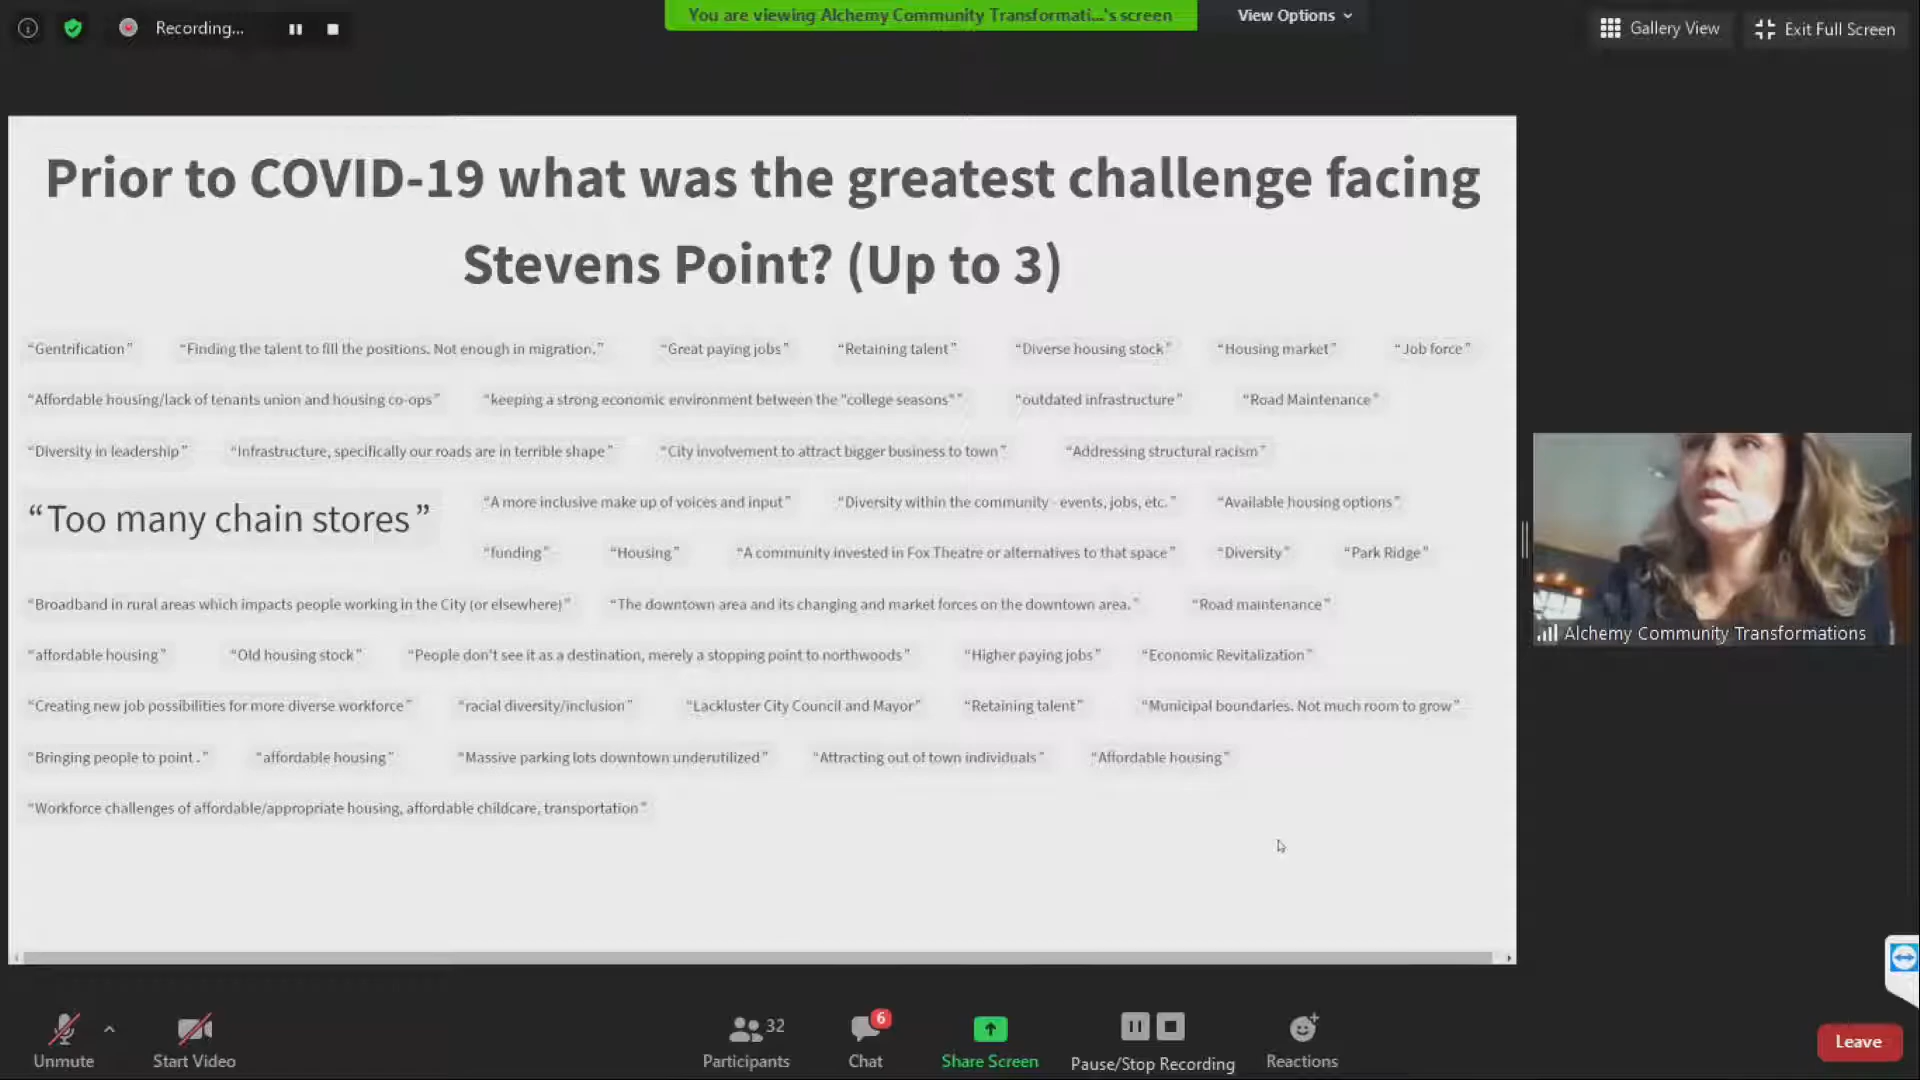 Recording...
You are viewing Alchemy Community Transformati...'s screen
View Options
Gallery View
Exit Full Screen
Prior to COVID-19 what was the greatest challenge facing
Stevens Point? (Up to 3)
“Gentrification” “Finding the talent to fill the positions. Not enough in migration.” “Great paying jobs” “Retaining talent” “Diverse housing stock” “Housing market” “Job force”
“Affordable housing/lack of tenants union and housing co-ops” “keeping a strong economic environment between the "college seasons"” “outdated infrastructure” “Road Maintenance”
“Diversity in leadership” “Infrastructure, specifically our roads are in terrible shape” “City involvement to attract bigger business to town” “Addressing structural racism”
“Too many chain stores”
“A more inclusive make up of voices and input” “Diversity within the community - events, jobs, etc.” “Available housing options”
“funding” “Housing” “A community invested in Fox Theatre or alternatives to that space” “Diversity” “Park Ridge”
“Broadband in rural areas which impacts people working in the City (or elsewhere)” “The downtown area and its changing and market forces on the downtown area.” “Road maintenance”
“affordable housing” “Old housing stock” “People don't see it as a destination, merely a stopping point to northwoods” “Higher paying jobs” “Economic Revitalization”
“Creating new job possibilities for more diverse workforce” “racial diversity/inclusion” “Lackluster City Council and Mayor” “Retaining talent” “Municipal boundaries. Not much room to grow”
“Bringing people to point .” “affordable housing” “Massive parking lots downtown underutilized” “Attracting out of town individuals” “Affordable housing”
“Workforce challenges of affordable/appropriate housing, affordable childcare, transportation”
Alchemy Community Transformations
Unmute
Start Video
32
Participants
6
Chat
Share Screen
Pause/Stop Recording
Reactions
Leave